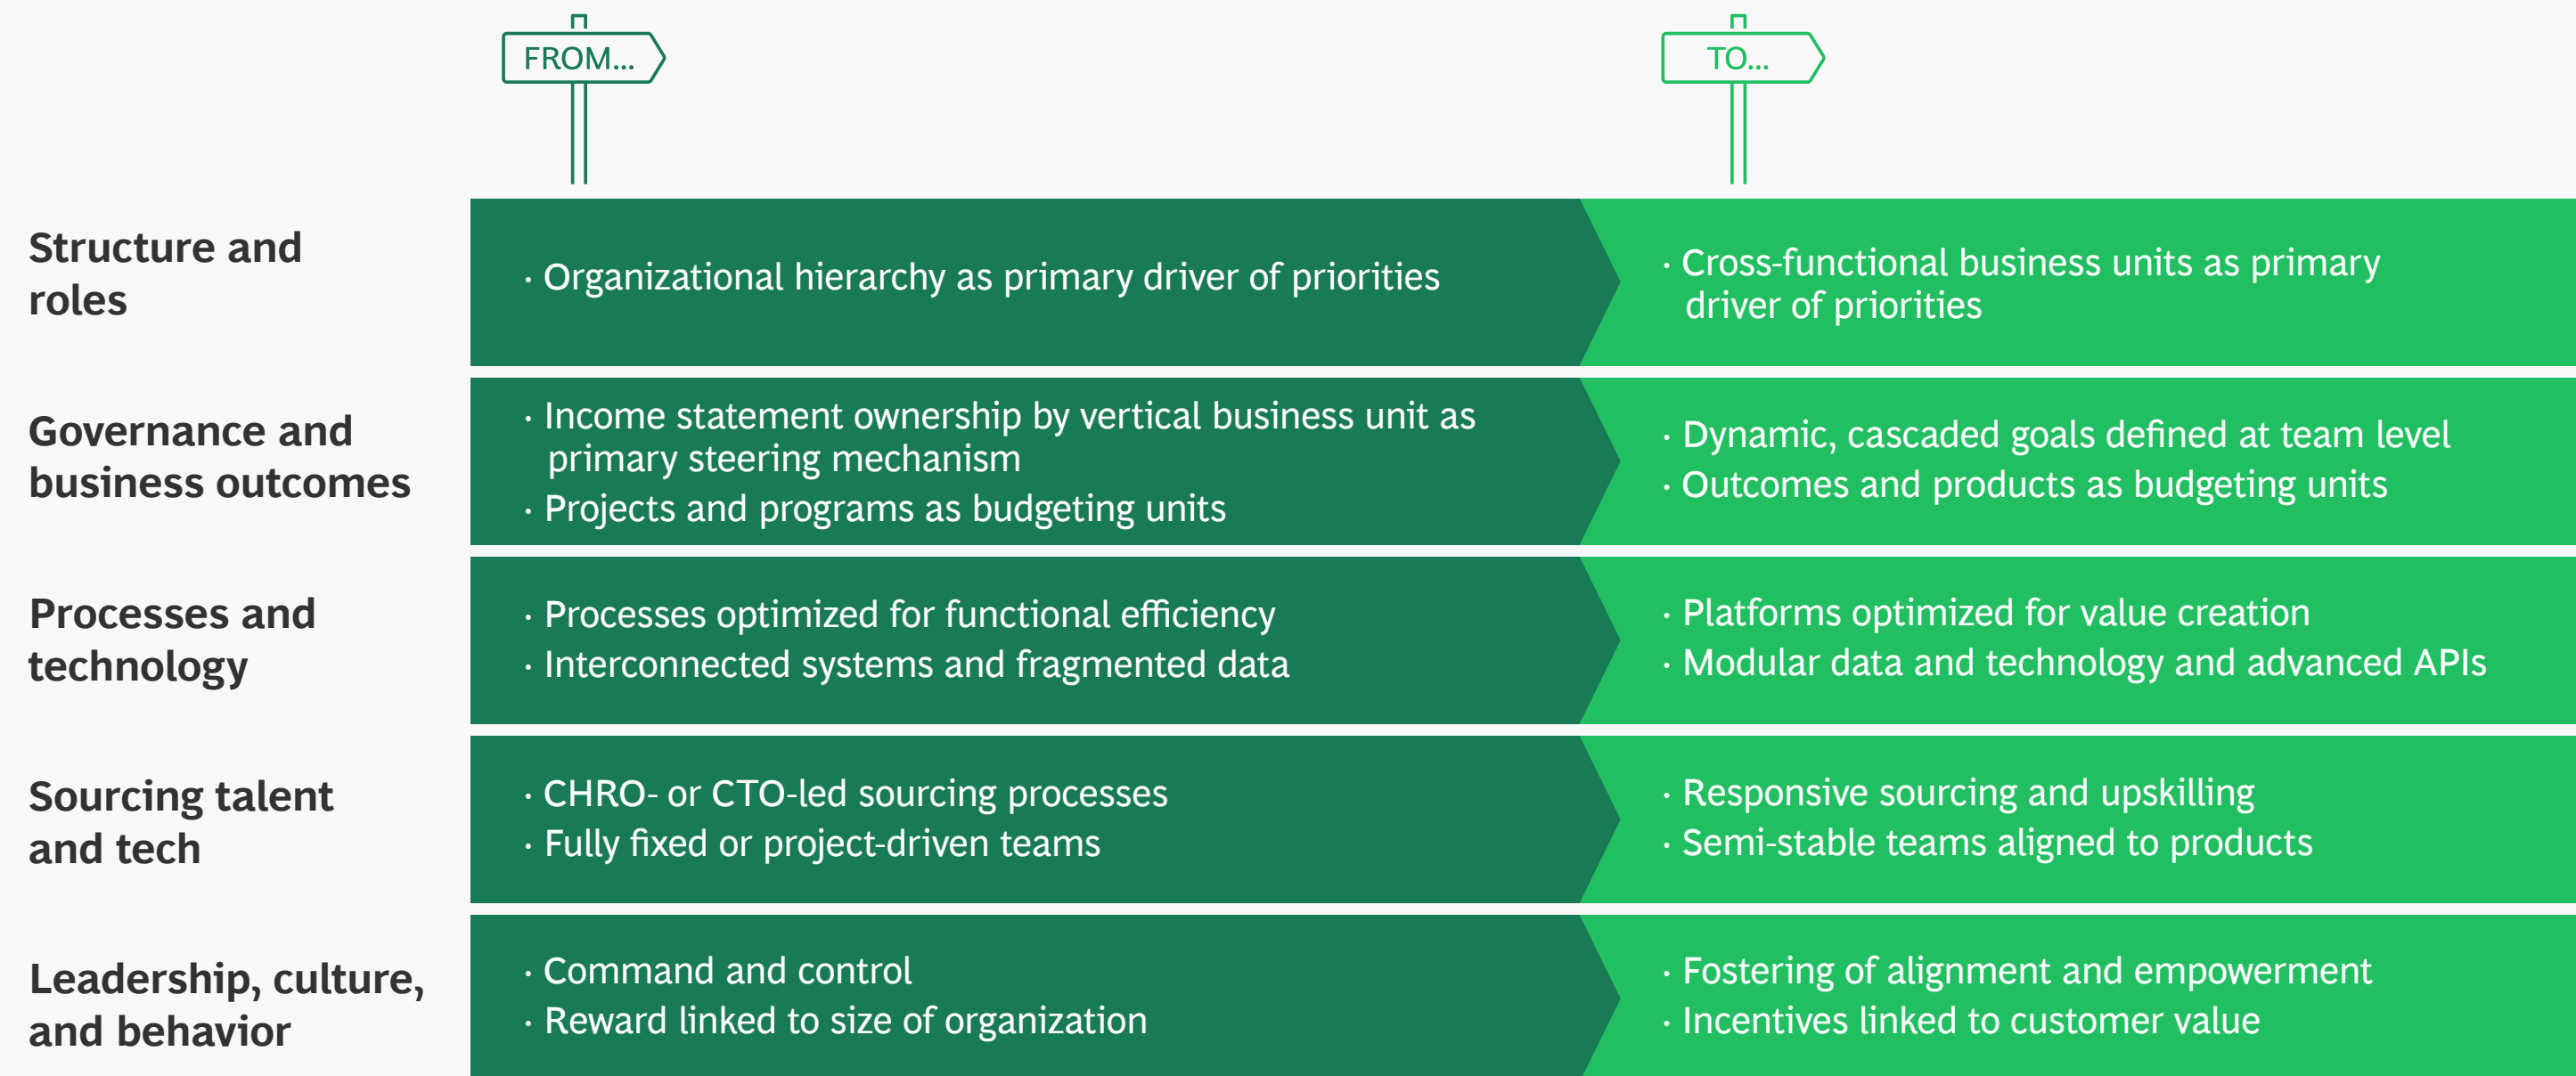 FROM...
TO...
Structure and
roles
· Organizational hierarchy as primary driver of priorities
· Cross-functional business units as primary
driver of priorities
Governance and
business outcomes
· Income statement ownership by vertical business unit as
primary steering mechanism
· Projects and programs as budgeting units
· Dynamic, cascaded goals defined at team level
· Outcomes and products as budgeting units
Processes and
technology
· Processes optimized for functional efficiency
· Interconnected systems and fragmented data
· Platforms optimized for value creation
· Modular data and technology and advanced APIs
Sourcing talent
and tech
· CHRO- or CTO-led sourcing processes
· Fully fixed or project-driven teams
· Responsive sourcing and upskilling
· Semi-stable teams aligned to products
Leadership, culture,
and behavior
· Command and control
· Reward linked to size of organization
· Fostering of alignment and empowerment
· Incentives linked to customer value